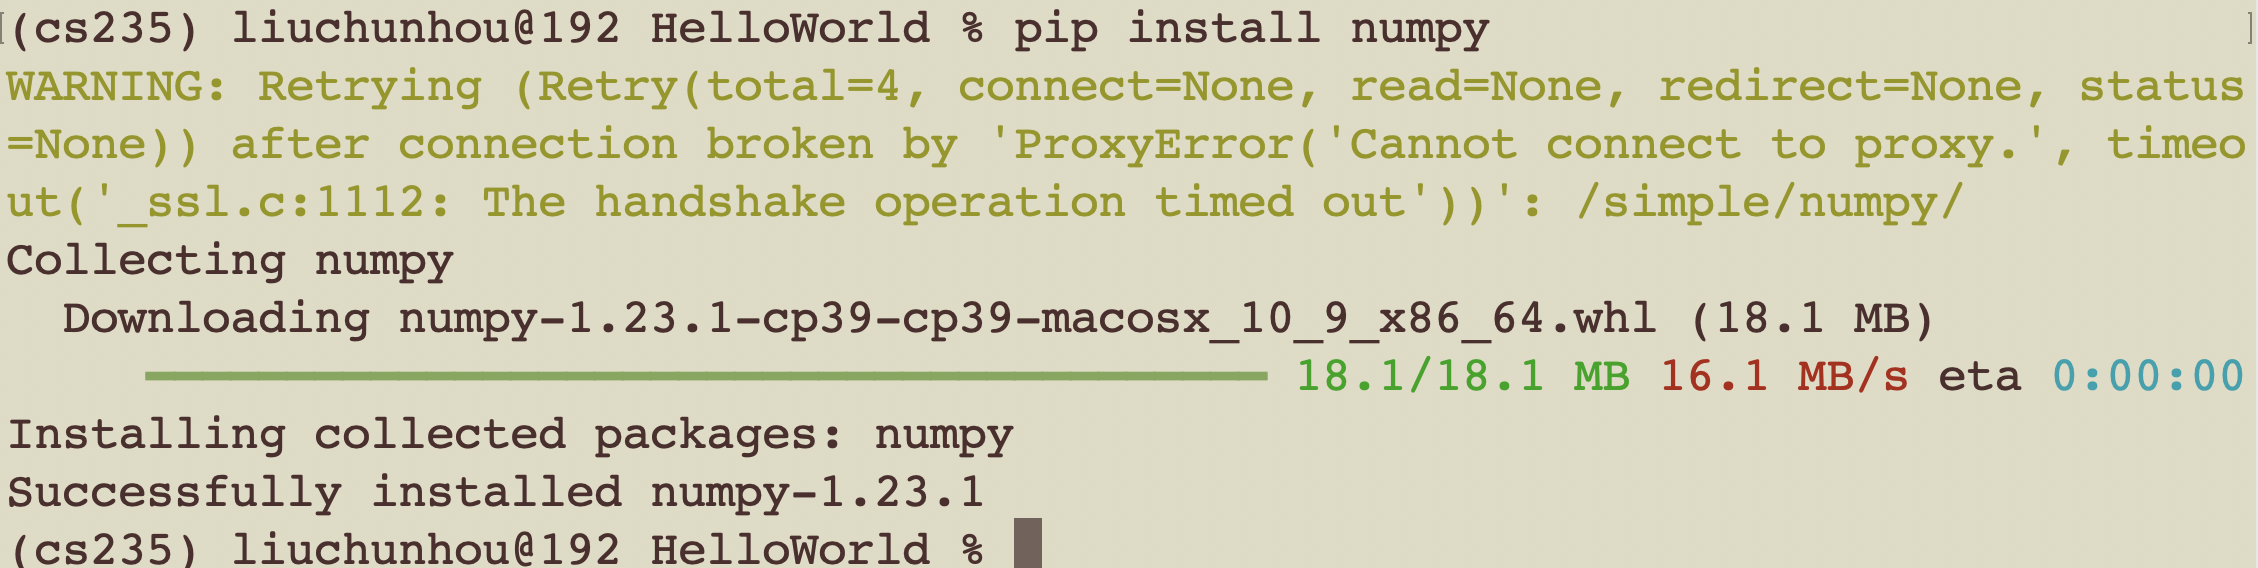 (cs235) liuchunhou@192 HelloWorld % pip install numpy
WARNING: Retrying (Retry(total=4, connect=None, read=None, redirect=None, status
=None)) after connection broken by 'ProxyError('Cannot connect to proxy.', timeo
ut('_ssl.c:1112: The handshake operation timed out'))': /simple/numpy/
Collecting numpy
  Downloading numpy-1.23.1-cp39-cp39-macosx_10_9_x86_64.whl (18.1 MB)
18.1/18.1 MB 16.1 MB/s eta 0:00:00
Installing collected packages: numpy
Successfully installed numpy-1.23.1
(cs235) liuchunhou@192 HelloWorld %